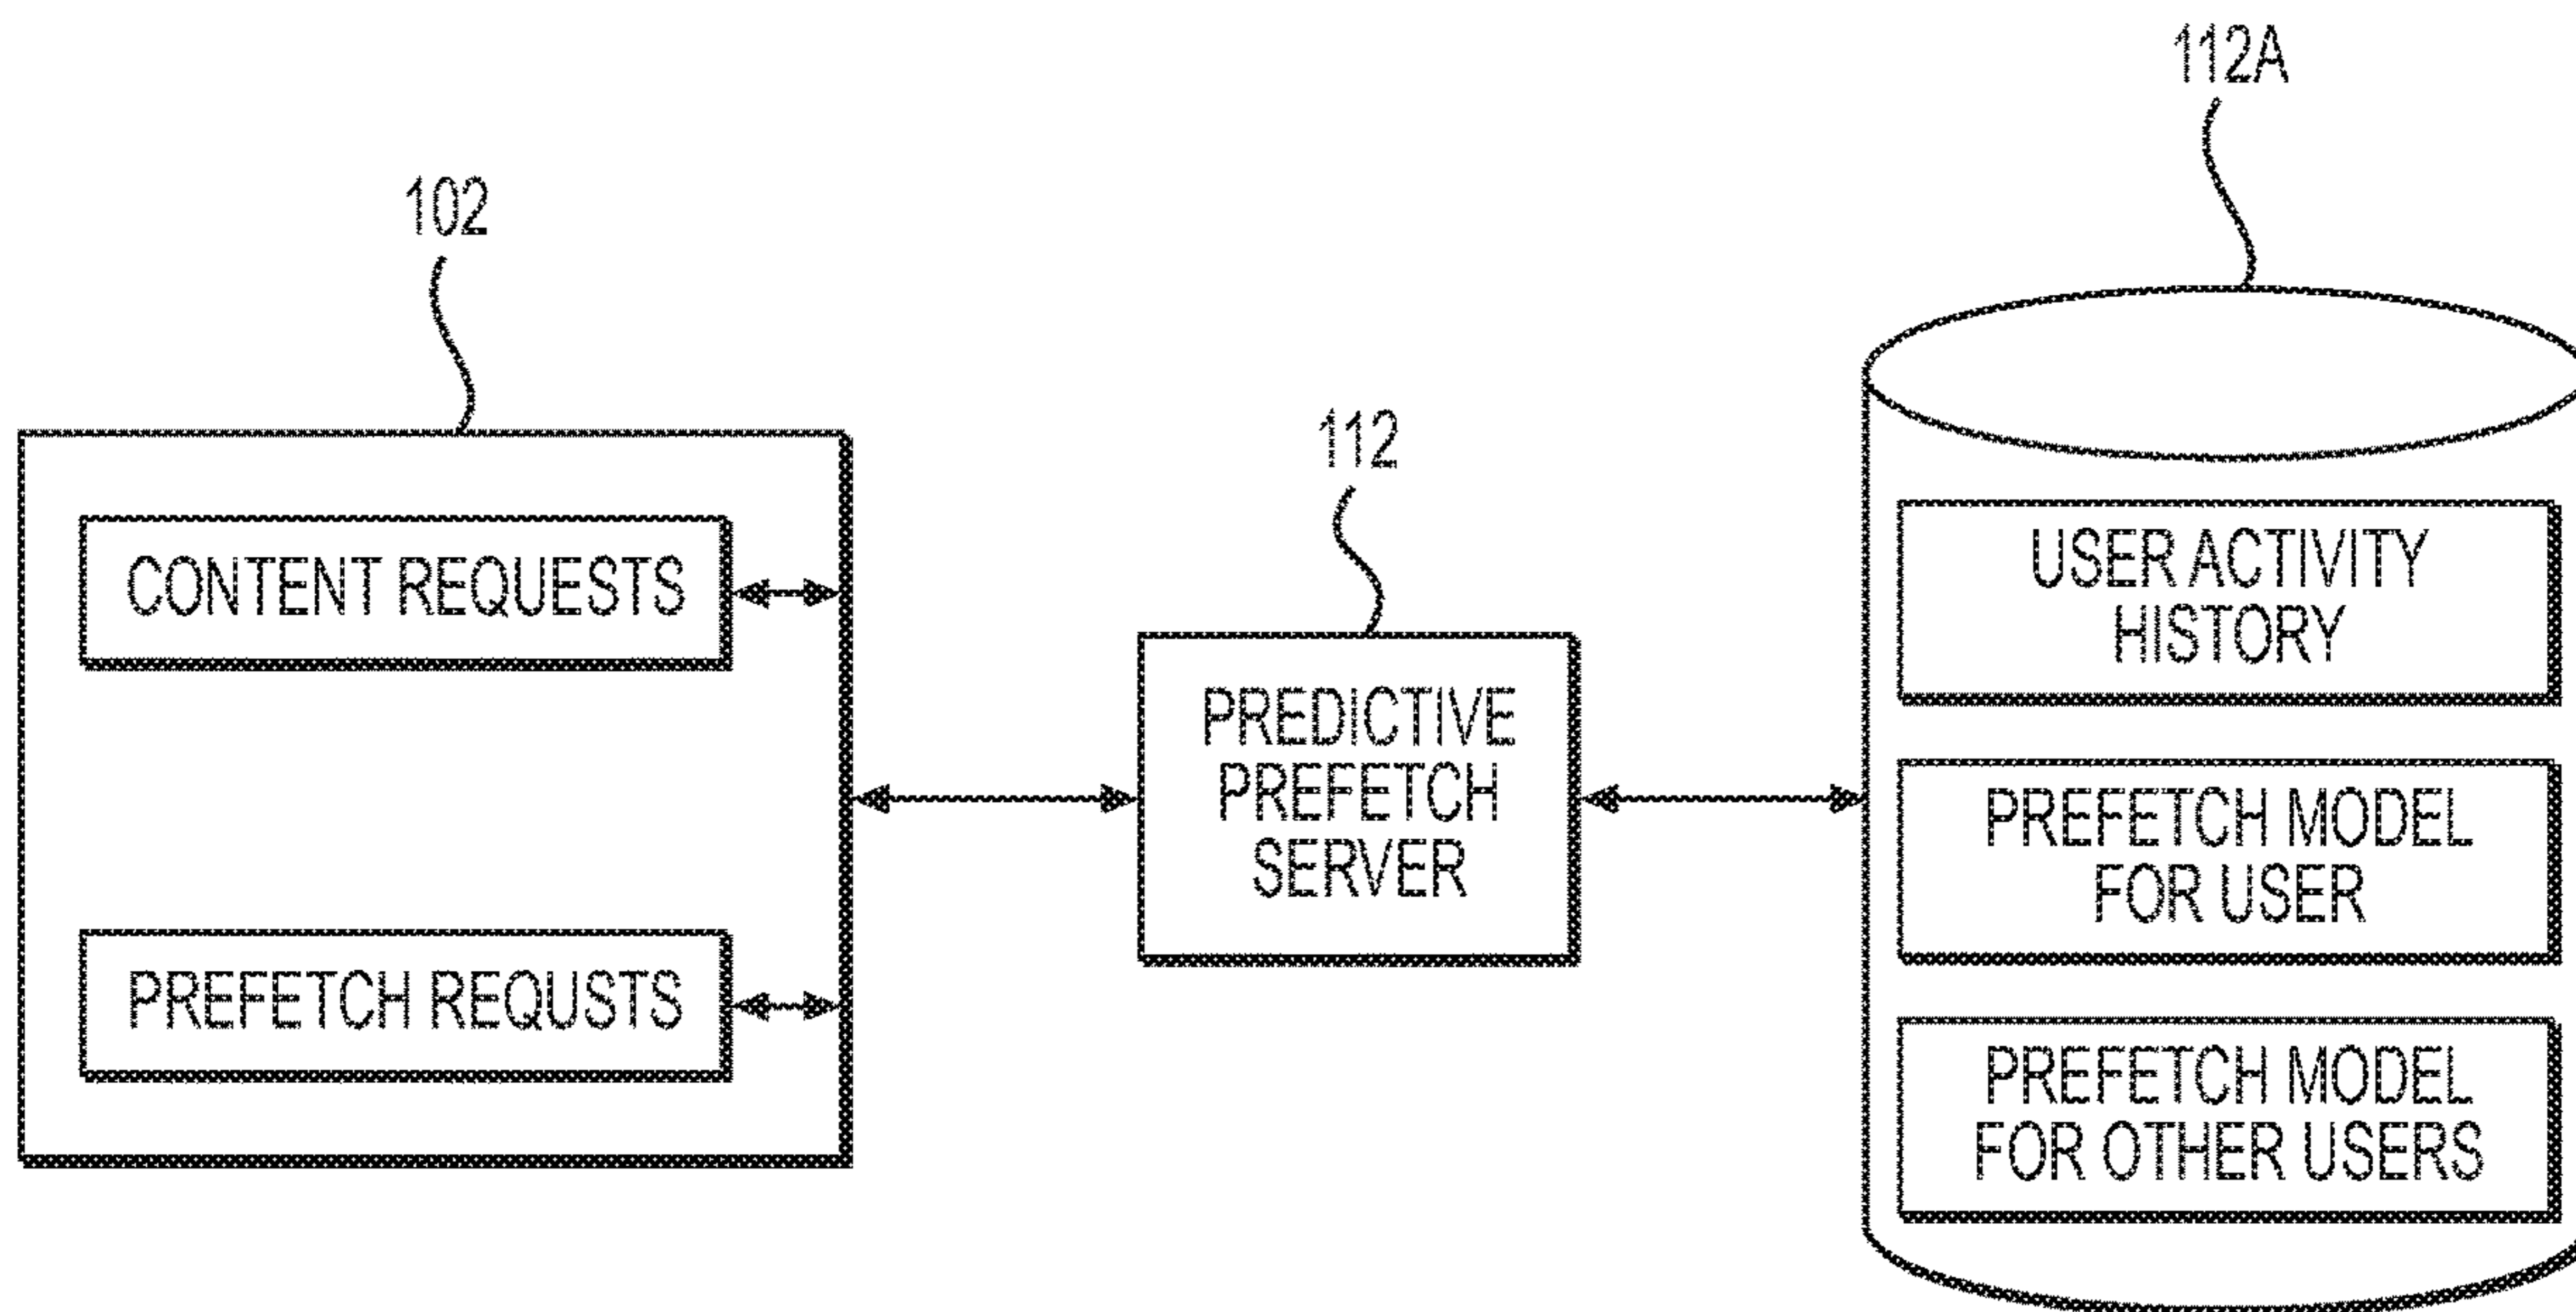 112A
102
112
CONTENT REQUESTS
USER ACTIVITY
HISTORY
PREDICTIVE
PREFETCH
SERVER
PREFETCH MODEL
FOR USER
PREFETCH REQUSTS
PREFETCH MODEL
FOR OTHER USERS